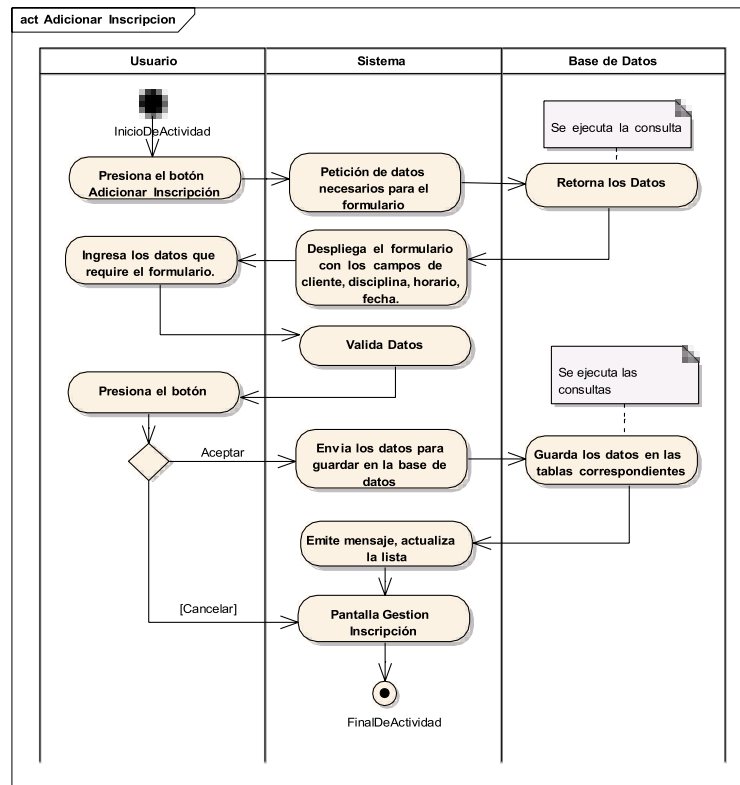 act Adicionar Inscripcion
Usuario
Sistema
Base de Datos
InicioDeActividad
Se ejecuta la consulta
Presiona el botón
Adicionar Inscripción
Petición de datos
necesarios para el
formulario
Retorna los Datos
Ingresa los datos que
require el formulario.
Despliega el formulario
con los campos de
cliente, disciplina, horario,
fecha.
Valida Datos
Se ejecuta las
consultas
Presiona el botón
Aceptar
Envia los datos para
guardar en la base de
datos
Guarda los datos en las
tablas correspondientes
Emite mensaje, actualiza
la lista
[Cancelar]
Pantalla Gestion
Inscripción
FinalDeActividad